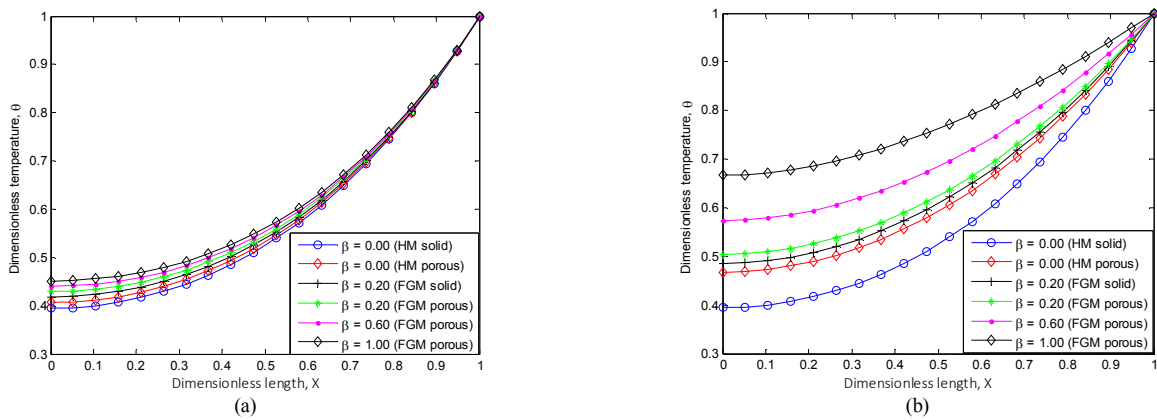 1
0.9
0.8
0.7
0.6
0.5
0.4
0.3
Dimensionless temperature, θ
β = 0.00 (HM solid)
β = 0.00 (HM porous)
β = 0.20 (FGM solid)
β = 0.20 (FGM porous)
β = 0.60 (FGM porous)
β = 1.00 (FGM porous)
0 0.1 0.2 0.3 0.4 0.5 0.6 0.7 0.8 0.9 1
Dimensionless length, X
(a)
1
0.9
0.8
0.7
0.6
0.5
0.4
0.3
Dimensionless temperature, θ
β = 0.00 (HM solid)
β = 0.00 (HM porous)
β = 0.20 (FGM solid)
β = 0.20 (FGM porous)
β = 0.60 (FGM porous)
β = 1.00 (FGM porous)
0 0.1 0.2 0.3 0.4 0.5 0.6 0.7 0.8 0.9 1
Dimensionless length, X
(b)